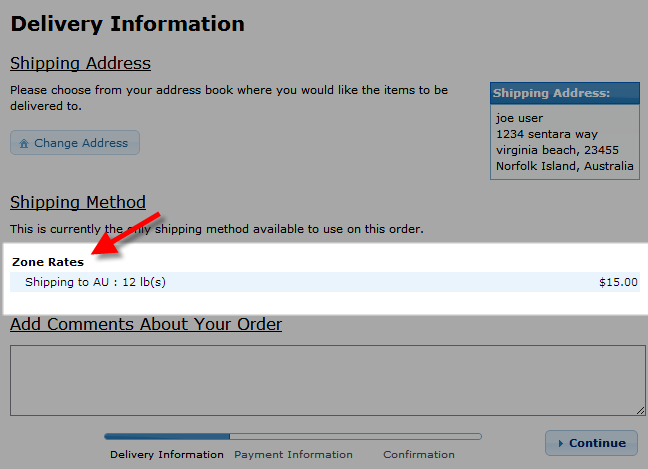 Delivery Information
Shipping Address
Please choose from your address book where you would like the items to be
delivered to.
Change Address
Shipping Address:
joe user
1234 sentara way
virginia beach, 23455
Norfolk Island, Australia
Shipping Method
This is currently the only shipping method available to use on this order.
Zone Rates
Shipping to AU : 12 lb(s) $15.00
Add Comments About Your Order
Delivery Information Payment Information Confirmation
Continue